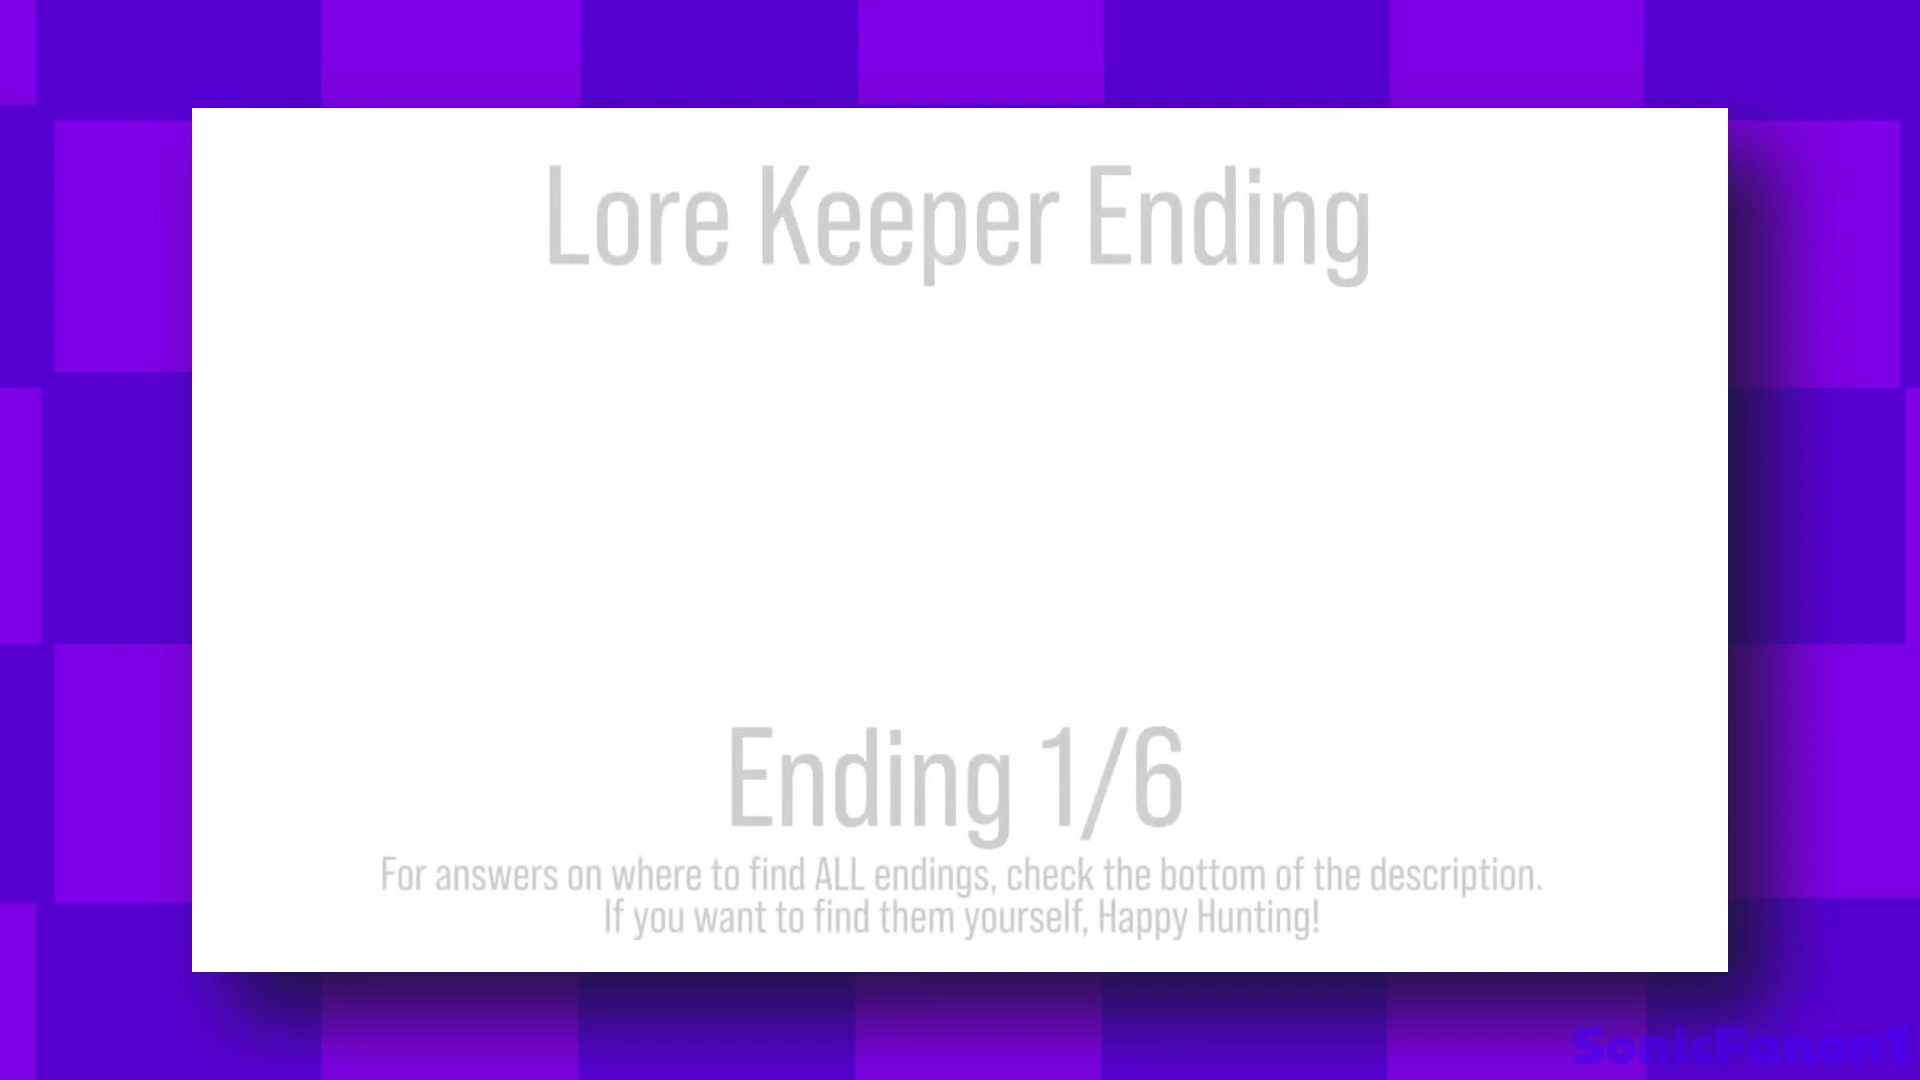 Lore Keeper Ending
Ending 1/6
For answers on where to find ALL endings, check the bottom of the description.
If you want to find them yourself, Happy Hunting!
SonicFanon1